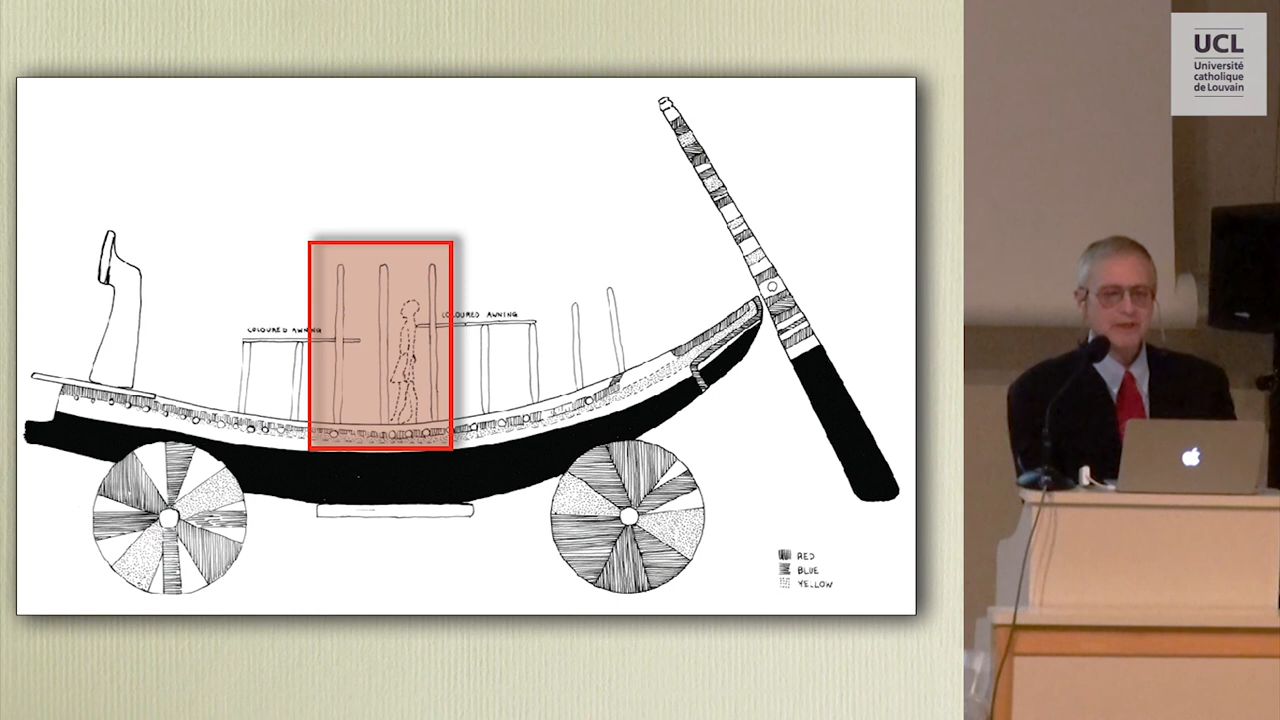 UCL
Université
catholique
de Louvain
COLOURED AWNING
COLOURED AWNING
RED
BLUE
YELLOW